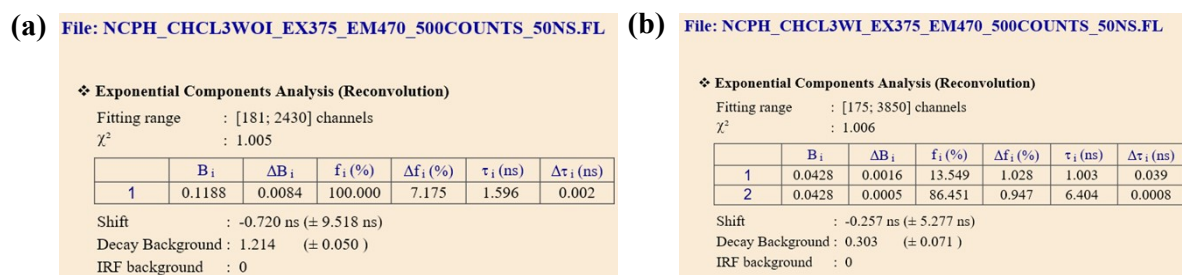 (a) File: NCPH_CHCL3WOI_EX375_EM470_500COUNTS_50NS.FL
❖ Exponential Components Analysis (Reconvolution)
Fitting range : [181; 2430] channels
χ² : 1.005
Bᵢ ΔBᵢ fᵢ (%) Δfᵢ (%) τᵢ (ns) Δτᵢ (ns)
1 0.1188 0.0084 100.000 7.175 1.596 0.002
Shift : -0.720 ns (± 9.518 ns)
Decay Background : 1.214 (± 0.050 )
IRF background : 0
(b) File: NCPH_CHCL3WI_EX375_EM470_500COUNTS_50NS.FL
❖ Exponential Components Analysis (Reconvolution)
Fitting range : [175; 3850] channels
χ² : 1.006
Bᵢ ΔBᵢ fᵢ (%) Δfᵢ (%) τᵢ (ns) Δτᵢ (ns)
1 0.0428 0.0016 13.549 1.028 1.003 0.039
2 0.0428 0.0005 86.451 0.947 6.404 0.0008
Shift : -0.257 ns (± 5.277 ns)
Decay Background : 0.303 (± 0.071 )
IRF background : 0